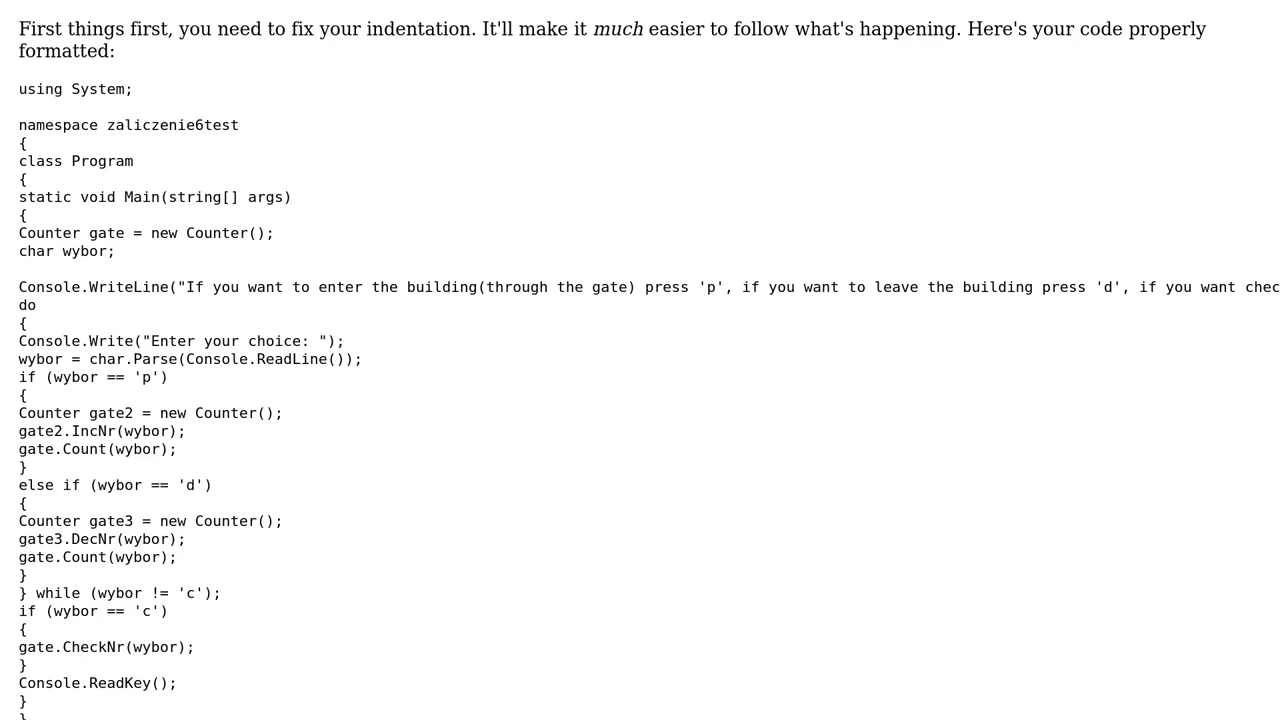 First things first, you need to fix your indentation. It'll make it much easier to follow what's happening. Here's your code properly
formatted:
using System;
namespace zaliczenie6test
{
class Program
{
static void Main(string[] args)
{
Counter gate = new Counter();
char wybor;
Console.WriteLine("If you want to enter the building(through the gate) press 'p', if you want to leave the building press 'd', if you want chec
do
{
Console.Write("Enter your choice: ");
wybor = char.Parse(Console.ReadLine());
if (wybor == 'p')
{
Counter gate2 = new Counter();
gate2.IncNr(wybor);
gate.Count(wybor);
}
else if (wybor == 'd')
{
Counter gate3 = new Counter();
gate3.DecNr(wybor);
gate.Count(wybor);
}
} while (wybor != 'c');
if (wybor == 'c')
{
gate.CheckNr(wybor);
}
Console.ReadKey();
}
}